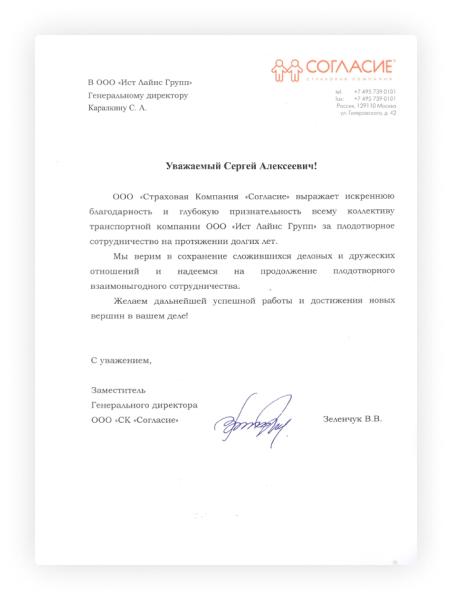 СОГЛАСИЕ
СТРАХОВАЯ КОМПАНИЯ
tel. +7 495 739 0101
fax: +7 495 739 0101
Россия, 129110 Москва
ул. Гиляровского, д. 42
В ООО «Ист Лайнс Групп»
Генеральному директору
Каралкину С. А.
Уважаемый Сергей Алексеевич!
ООО «Страховая Компания «Согласие» выражает искреннюю
благодарность и глубокую признательность всему коллективу
транспортной компании ООО «Ист Лайнс Групп» за плодотворное
сотрудничество на протяжении долгих лет.
Мы верим в сохранение сложившихся деловых и дружеских
отношений и надеемся на продолжение плодотворного
взаимовыгодного сотрудничества.
Желаем дальнейшей успешной работы и достижения новых
вершин в вашем деле!
С уважением,
Заместитель
Генерального директора
ООО «СК «Согласие»
Зеленчук В.В.